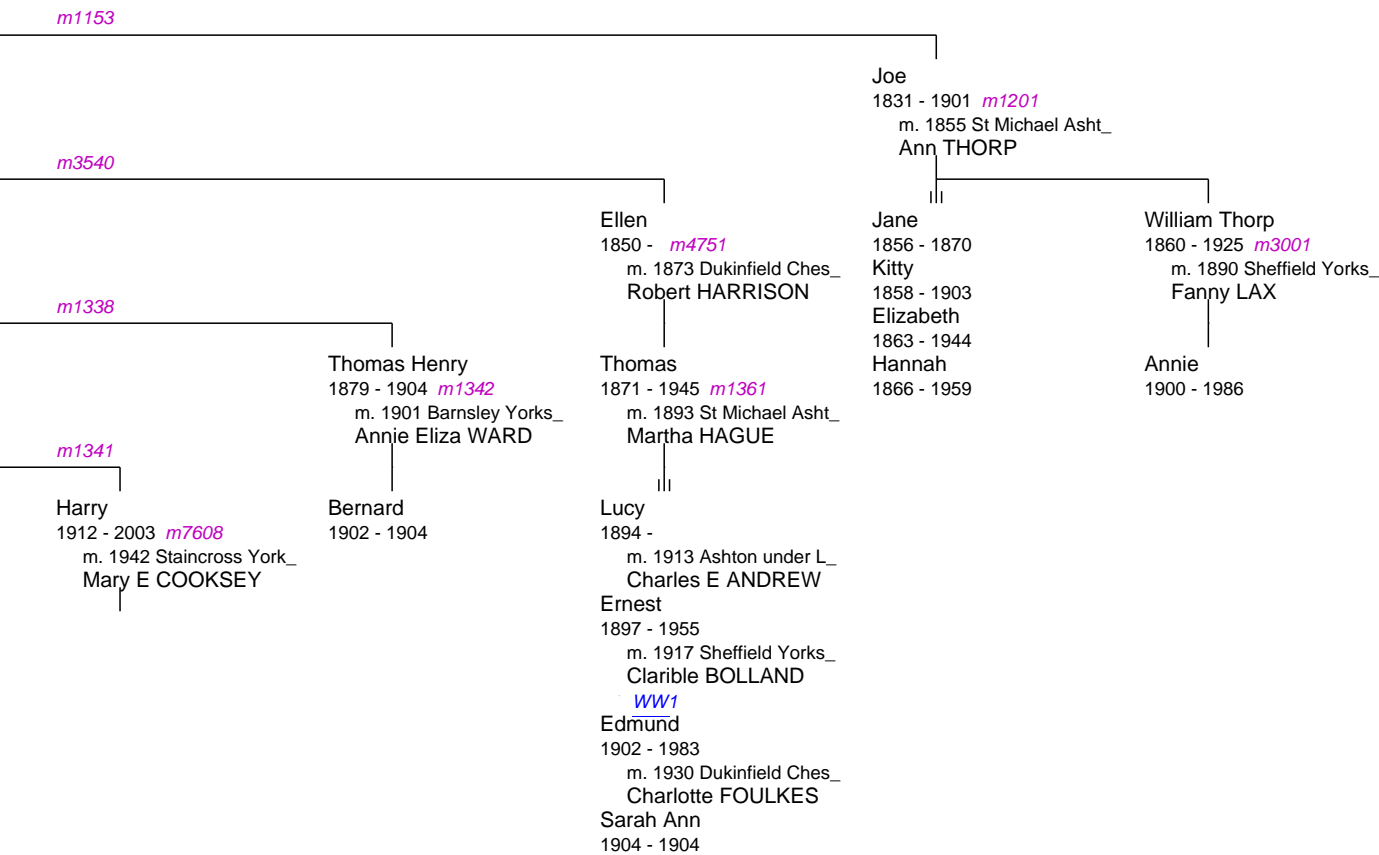 m1153
Joe
1831 - 1901 m1201
m. 1855 St Michael Asht_
Ann THORP
m3540
Ellen
1850 - m4751
m. 1873 Dukinfield Ches_
Robert HARRISON
Jane
1856 - 1870
Kitty
1858 - 1903
Elizabeth
1863 - 1944
Hannah
1866 - 1959
William Thorp
1860 - 1925 m3001
m. 1890 Sheffield Yorks_
Fanny LAX
m1338
Thomas Henry
1879 - 1904 m1342
m. 1901 Barnsley Yorks_
Annie Eliza WARD
Thomas
1871 - 1945 m1361
m. 1893 St Michael Asht_
Martha HAGUE
Annie
1900 - 1986
m1341
Harry
1912 - 2003 m7608
m. 1942 Staincross York_
Mary E COOKSEY
Bernard
1902 - 1904
Lucy
1894 -
m. 1913 Ashton under L_
Charles E ANDREW
Ernest
1897 - 1955
m. 1917 Sheffield Yorks_
Clarible BOLLAND
WW1
Edmund
1902 - 1983
m. 1930 Dukinfield Ches_
Charlotte FOULKES
Sarah Ann
1904 - 1904